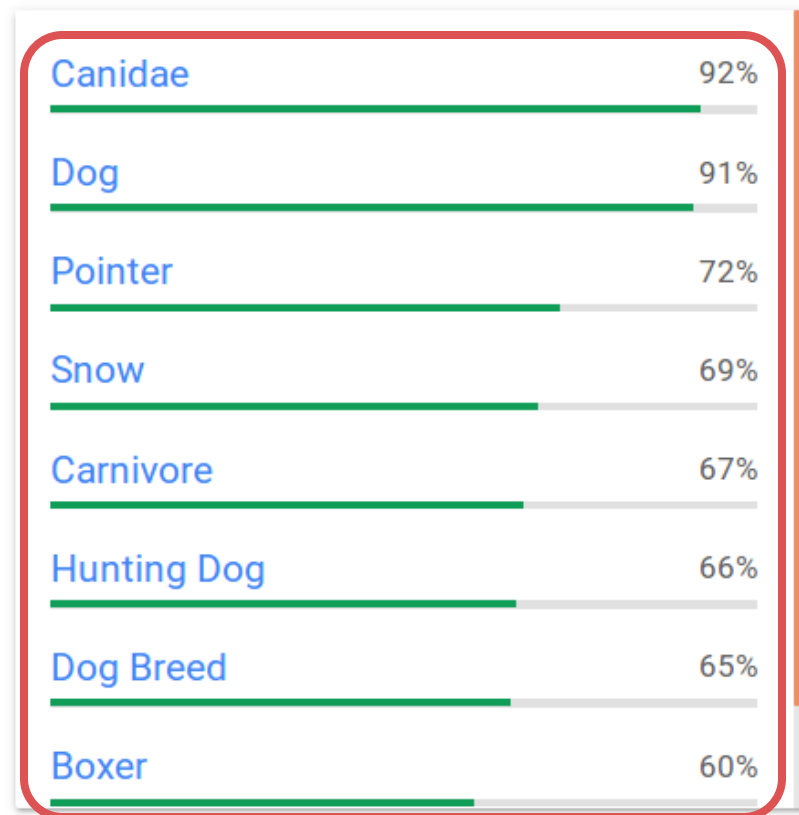 Canidae 92%
Dog 91%
Pointer 72%
Snow 69%
Carnivore 67%
Hunting Dog 66%
Dog Breed 65%
Boxer 60%